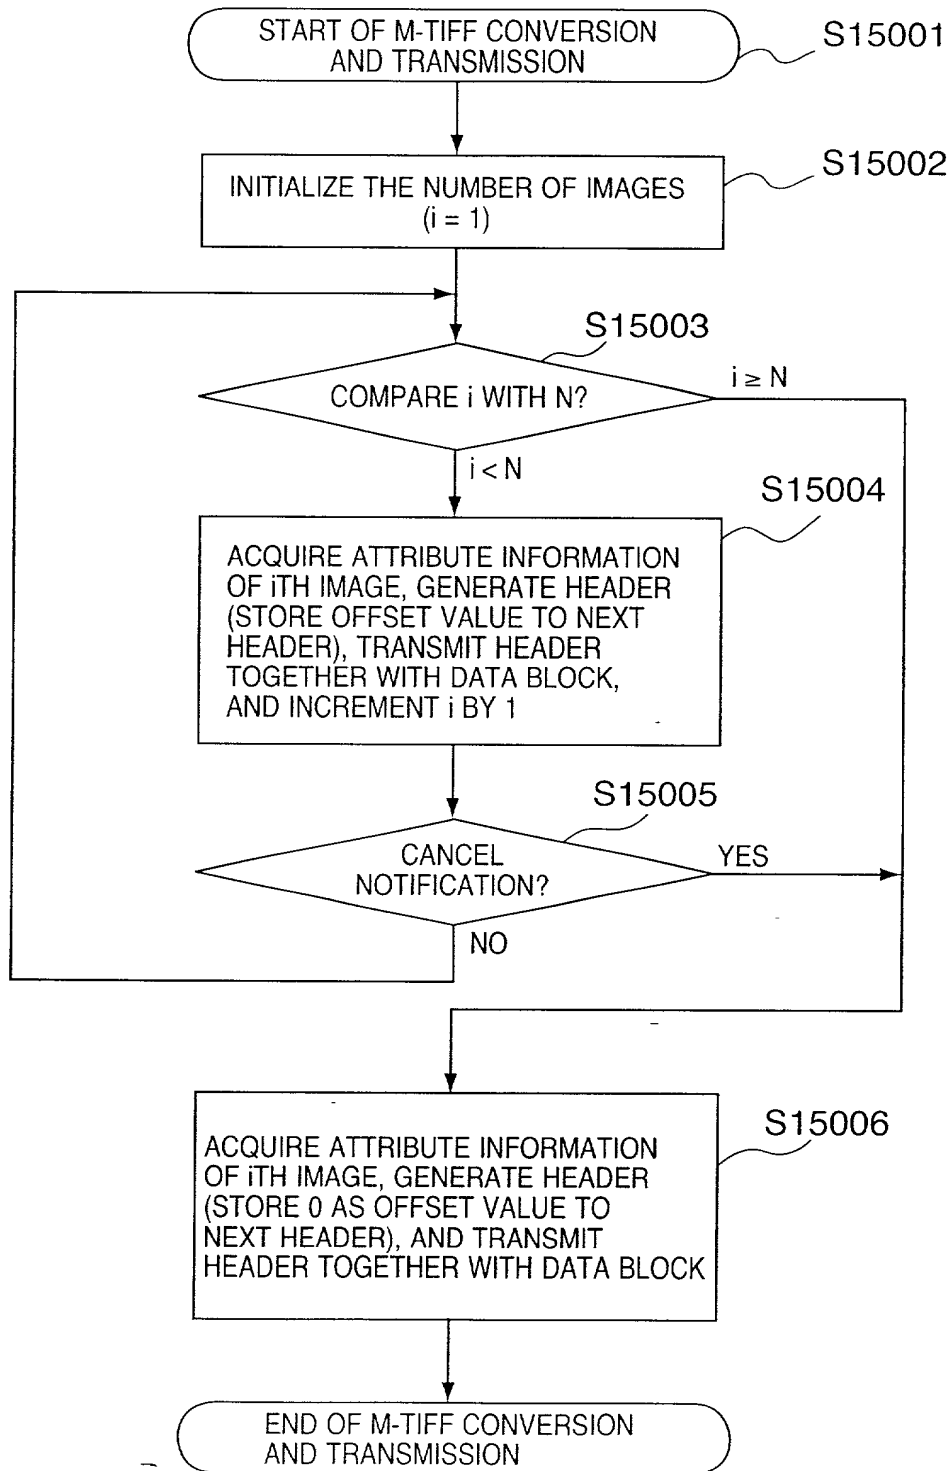 START OF M-TIFF CONVERSION
AND TRANSMISSION
S15001
INITIALIZE THE NUMBER OF IMAGES
(i = 1)
S15002
S15003
COMPARE i WITH N?
i ≥ N
i < N
S15004
ACQUIRE ATTRIBUTE INFORMATION
OF iTH IMAGE, GENERATE HEADER
(STORE OFFSET VALUE TO NEXT
HEADER), TRANSMIT HEADER
TOGETHER WITH DATA BLOCK,
AND INCREMENT i BY 1
S15005
CANCEL
NOTIFICATION?
YES
NO
S15006
ACQUIRE ATTRIBUTE INFORMATION
OF iTH IMAGE, GENERATE HEADER
(STORE 0 AS OFFSET VALUE TO
NEXT HEADER), AND TRANSMIT
HEADER TOGETHER WITH DATA BLOCK
END OF M-TIFF CONVERSION
AND TRANSMISSION